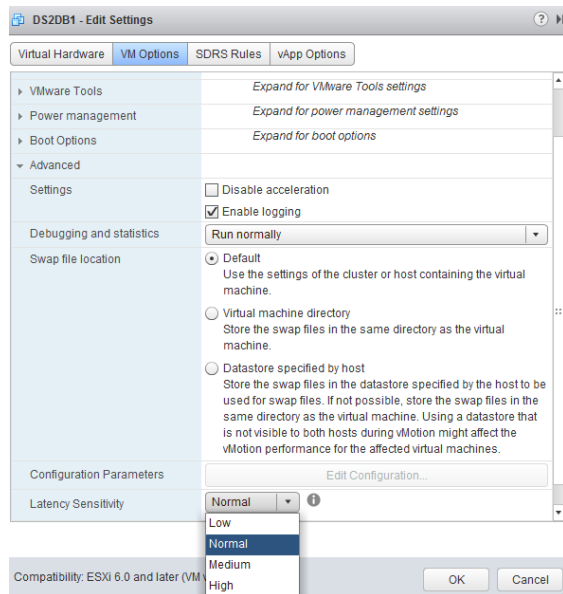 DS2DB1 - Edit Settings
Virtual Hardware VM Options SDRS Rules vApp Options
VMware Tools Expand for VMware Tools settings
Power management Expand for power management settings
Boot Options Expand for boot options
Advanced
Settings Disable acceleration
Enable logging
Debugging and statistics Run normally
Swap file location Default
Use the settings of the cluster or host containing the virtual
machine.
Virtual machine directory
Store the swap files in the same directory as the virtual
machine.
Datastore specified by host
Store the swap files in the datastore specified by the host to be
used for swap files. If not possible, store the swap files in the
same directory as the virtual machine. Using a datastore that
is not visible to both hosts during vMotion might affect the
vMotion performance for the affected virtual machines.
Configuration Parameters Edit Configuration...
Latency Sensitivity Normal
Low
Normal
Medium
High
Compatibility: ESXi 6.0 and later (VM OK Cancel